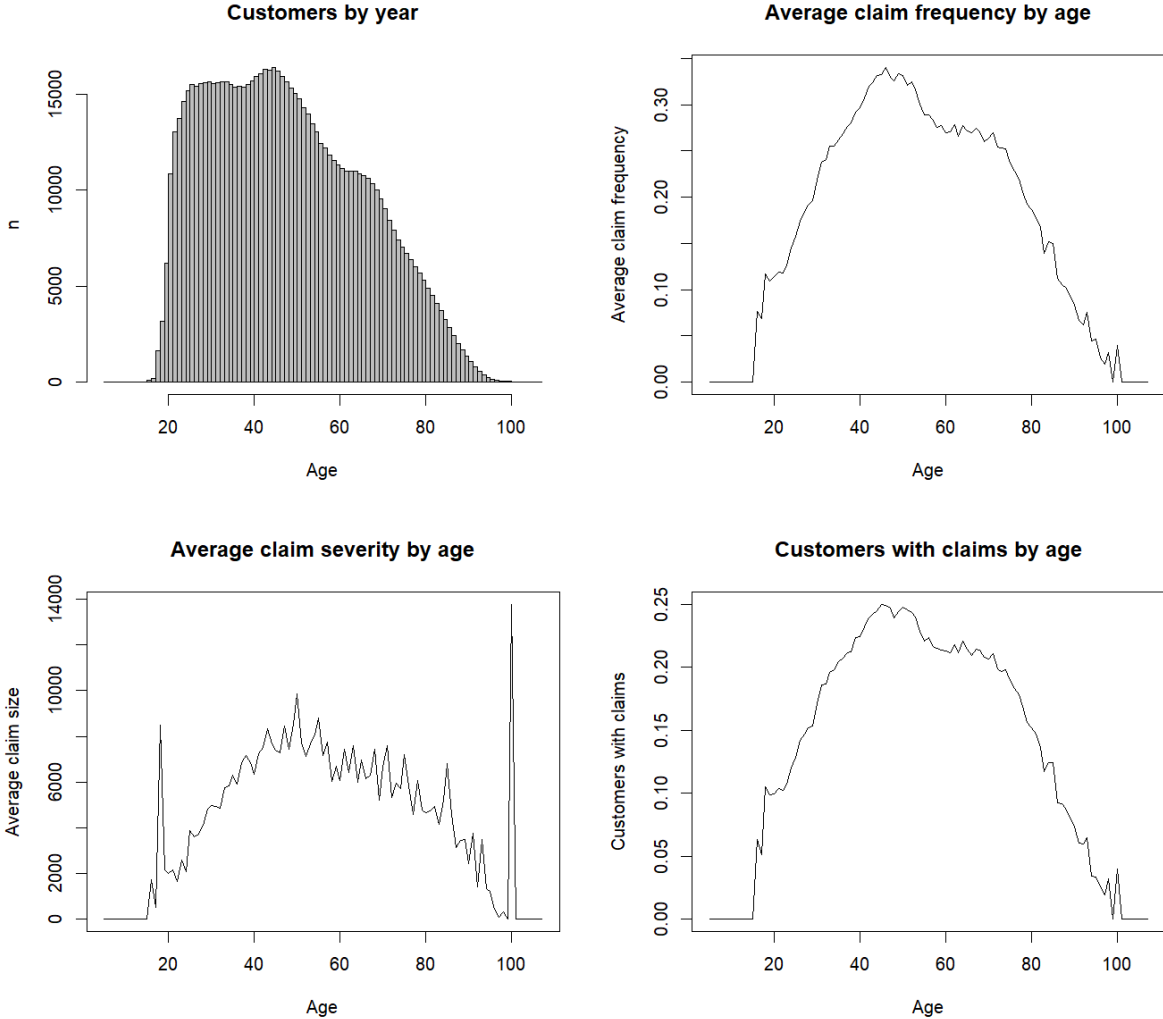 Customers by year
n
15000
10000
5000
0
20 40 60 80 100
Age
Average claim frequency by age
Average claim frequency
0.30
0.20
0.10
0.00
20 40 60 80 100
Age
Average claim severity by age
Average claim size
14000
10000
6000
2000
0
20 40 60 80 100
Age
Customers with claims by age
Customers with claims
0.25
0.20
0.15
0.10
0.05
0.00
20 40 60 80 100
Age